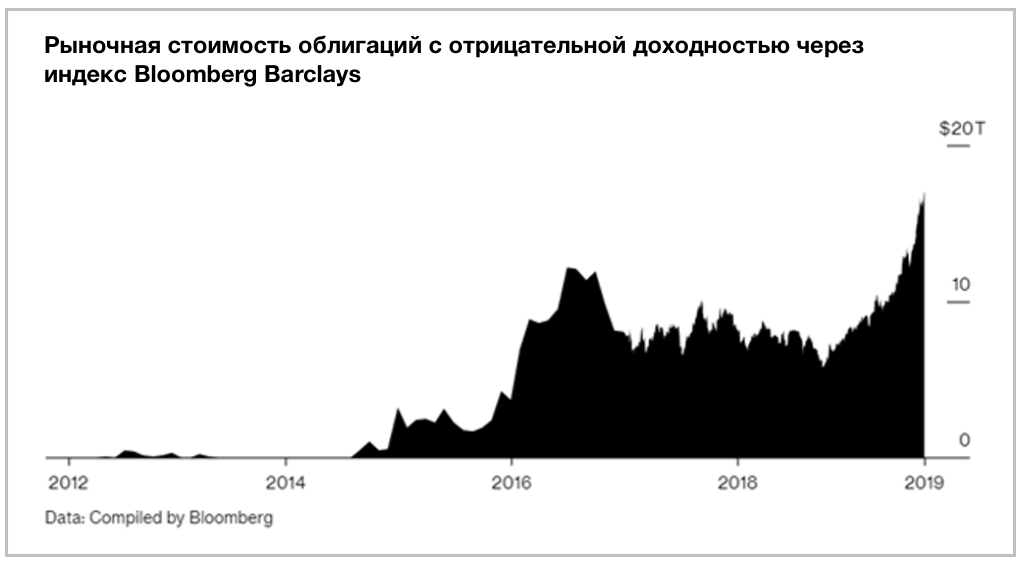 Рыночная стоимость облигаций с отрицательной доходностью через
индекс Bloomberg Barclays
$20T
10
0
2012 2014 2016 2018 2019
Data: Compiled by Bloomberg